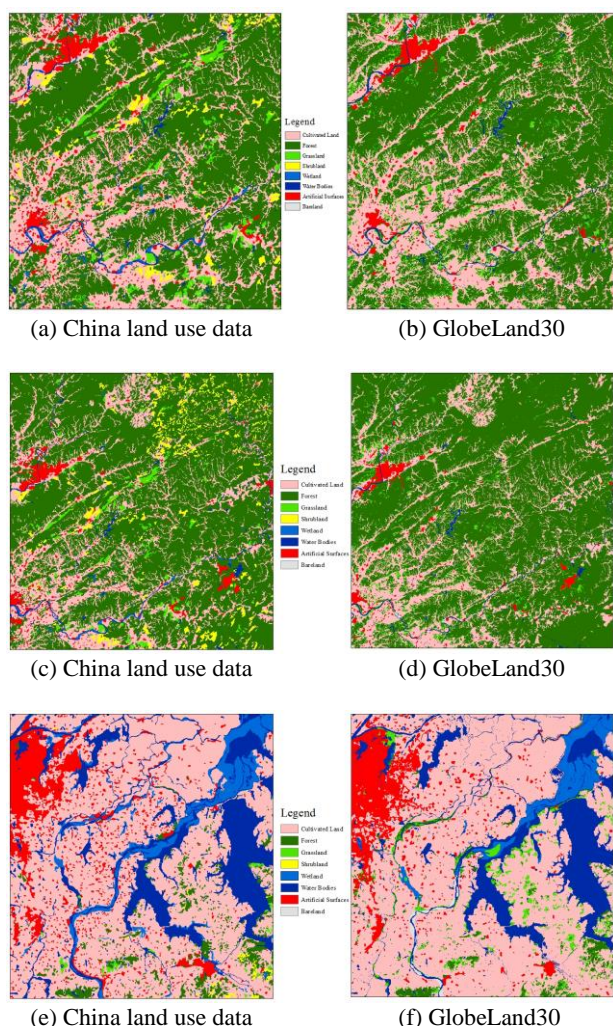 Legend
Cultivated Land
Forest
Grassland
Shrubland
Wetland
Water Bodies
Artificial Surfaces
Bareland
(a) China land use data
(b) GlobeLand30
Legend
Cultivated Land
Forest
Grassland
Shrubland
Wetland
Water Bodies
Artificial Surfaces
Bareland
(c) China land use data
(d) GlobeLand30
Legend
Cultivated Land
Forest
Grassland
Shrubland
Wetland
Water Bodies
Artificial Surfaces
Bareland
(e) China land use data
(f) GlobeLand30